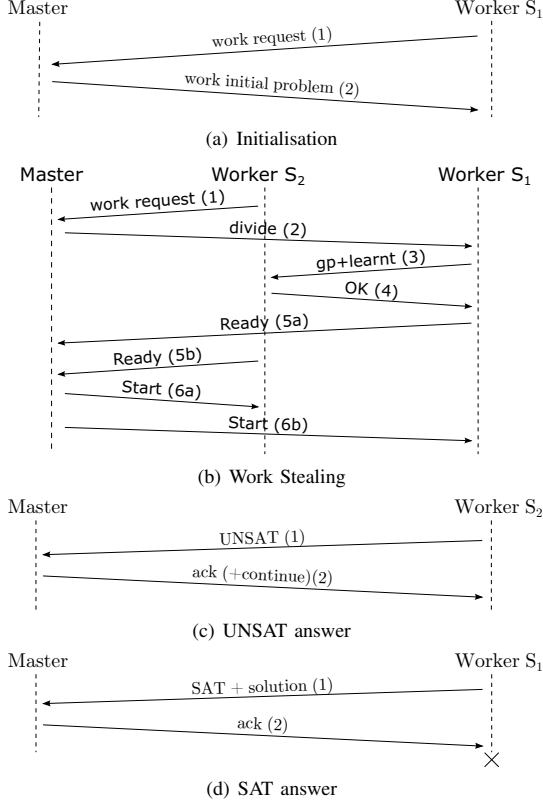 Master Worker S1
work request (1)
work initial problem (2)
(a) Initialisation
Master Worker S2 Worker S1
work request (1)
divide (2)
gp+learnt (3)
OK (4)
Ready (5a)
Ready (5b)
Start (6a)
Start (6b)
(b) Work Stealing
Master Worker S2
UNSAT (1)
ack (+continue)(2)
(c) UNSAT answer
Master Worker S1
SAT + solution (1)
ack (2)
(d) SAT answer